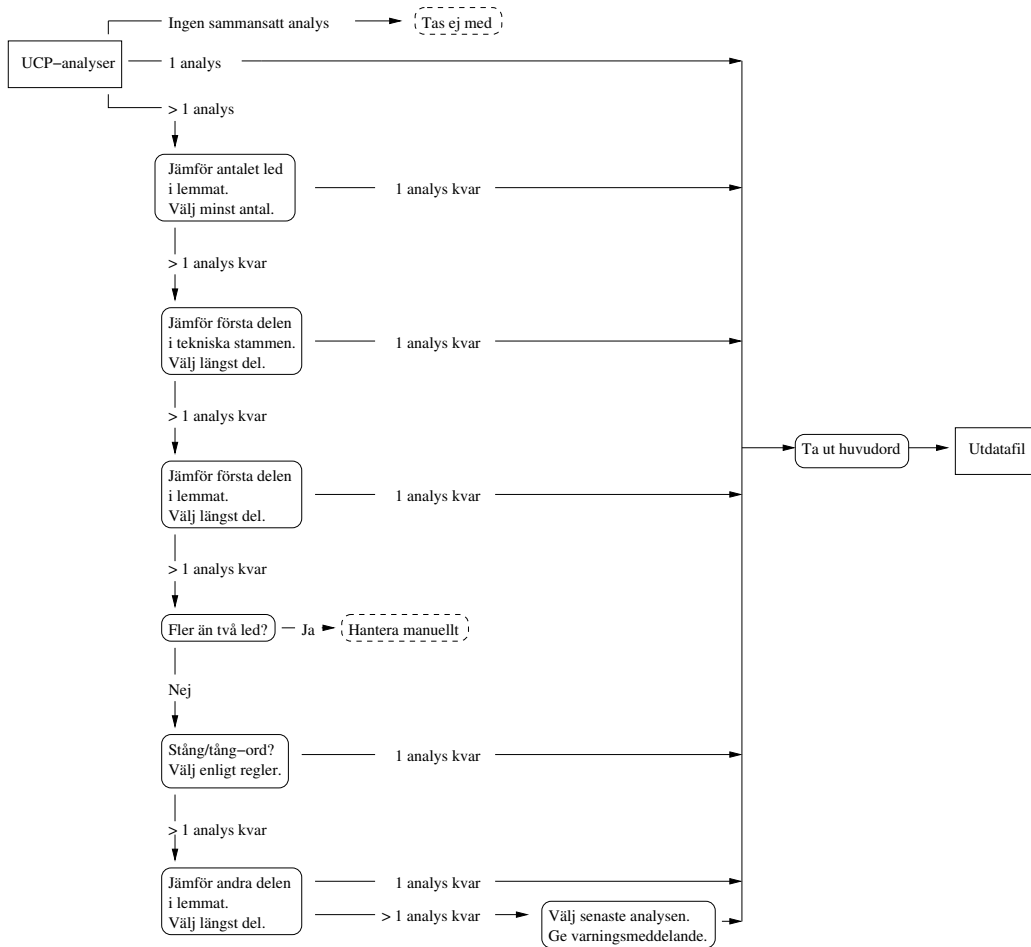 Ingen sammansatt analys
Tas ej med
UCP−analyser
1 analys
> 1 analys
Jämför antalet led
i lemmat.
Välj minst antal.
1 analys kvar
> 1 analys kvar
Jämför första delen
i tekniska stammen.
Välj längst del.
1 analys kvar
> 1 analys kvar
Ta ut huvudord
Utdatafil
Jämför första delen
i lemmat.
Välj längst del.
1 analys kvar
> 1 analys kvar
Fler än två led?
Ja
Hantera manuellt
Nej
Stång/tång−ord?
Välj enligt regler.
1 analys kvar
> 1 analys kvar
Jämför andra delen
i lemmat.
Välj längst del.
1 analys kvar
> 1 analys kvar
Välj senaste analysen.
Ge varningsmeddelande.